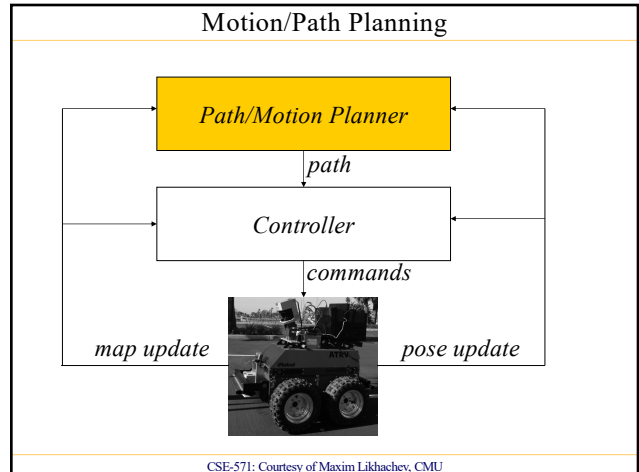 Motion/Path Planning
Path/Motion Planner
path
Controller
commands
map update
ATRV
pose update
CSE-571: Courtesy of Maxim Likhachev, CMU